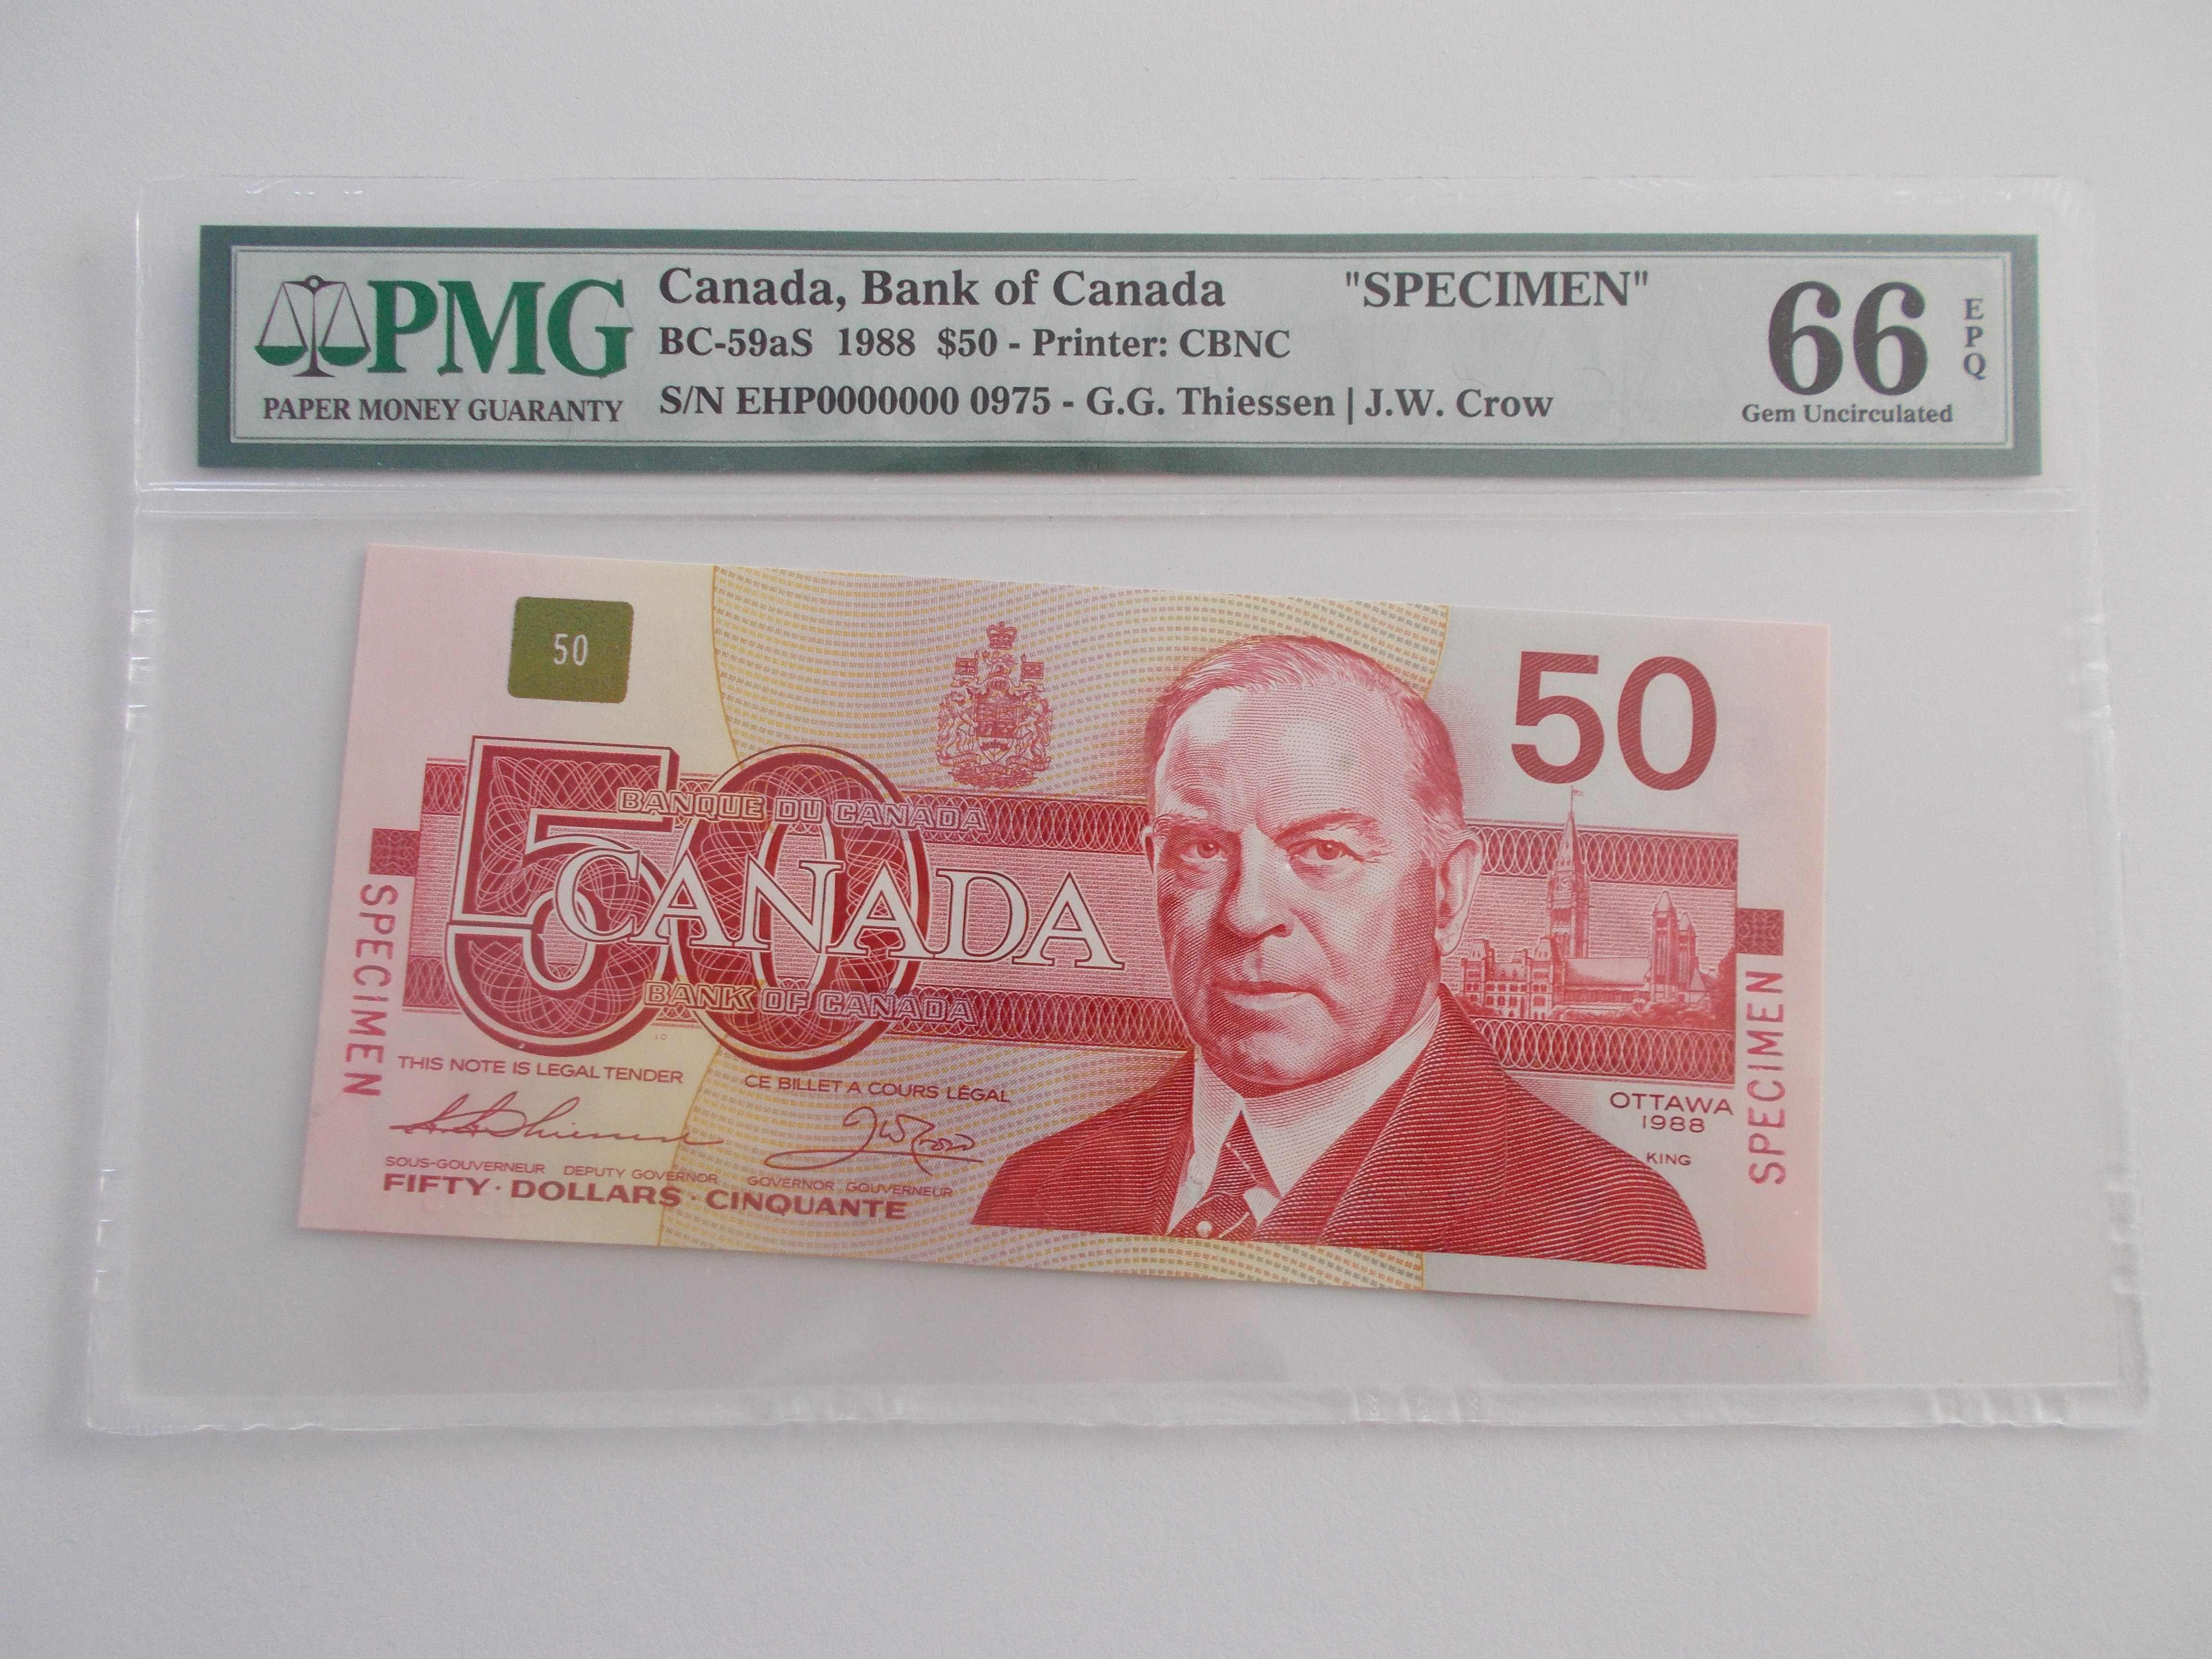 PMG
PAPER MONEY GUARANTY
Canada, Bank of Canada "SPECIMEN"
BC-59aS 1988 $50 - Printer: CBNC
S/N EHP0000000 0975 - G.G. Thiessen | J.W. Crow
66
EPQ
Gem Uncirculated
50
50
50
BANQUE DU CANADA
CANADA
BANK OF CANADA
SPECIMEN
SPECIMEN
THIS NOTE IS LEGAL TENDER
CE BILLET A COURS LÉGAL
SOUS-GOUVERNEUR DEPUTY GOVERNOR
GOVERNOR GOUVERNEUR
FIFTY · DOLLARS · CINQUANTE
OTTAWA
1988
KING